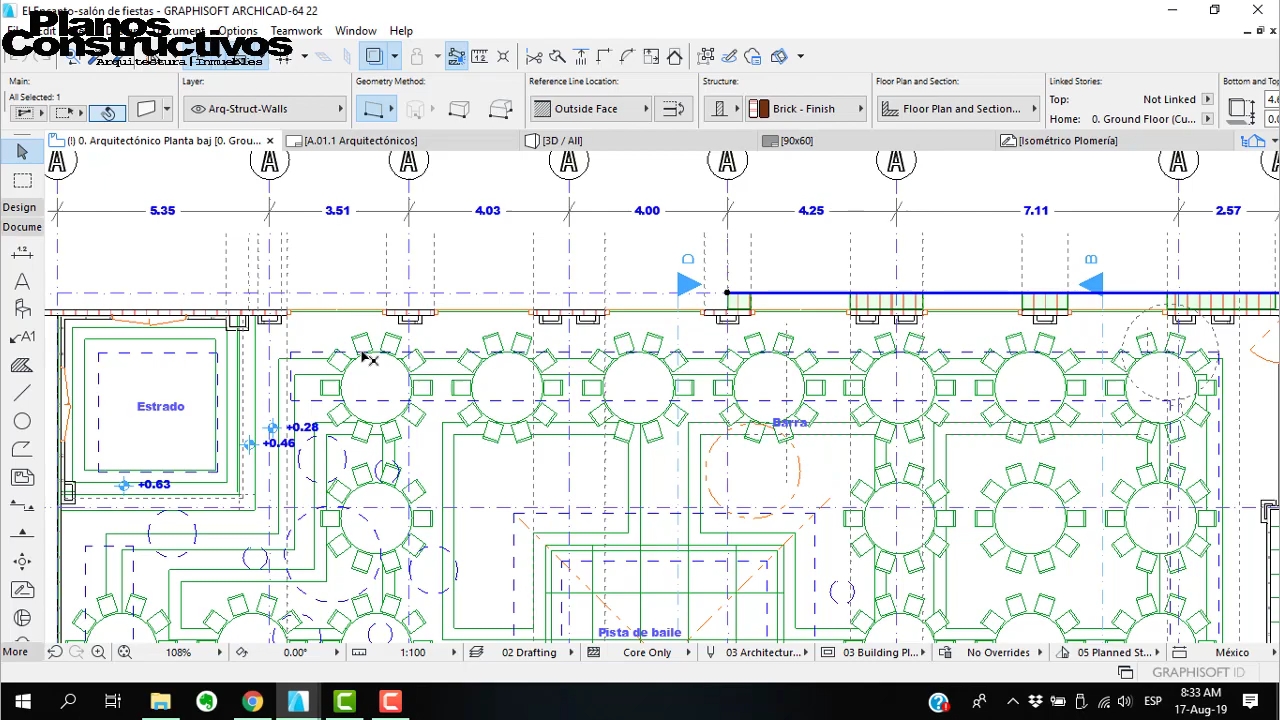 El Encanto-salón de fiestas - GRAPHISOFT ARCHICAD-64 22
Planos
Constructivos
Arquitectura|Inmuebles
Options Teamwork Window Help
Main: Layer: Geometry Method: Reference Line Location: Structure: Floor Plan and Section: Linked Stories: Bottom and Top
All Selected: 1
Arq-Struct-Walls
Outside Face
Brick - Finish
Floor Plan and Section...
Top: Not Linked
Home: 0. Ground Floor (Cu...
(!) 0. Arquitectónico Planta baj [0. Grou...
[A.01.1 Arquitectónicos]
[3D / All]
[90x60]
[Isométrico Plomería]
A A A A A A A
5.35 3.51 4.03 4.00 4.25 7.11 2.57
D B
Design
Docume
Estrado
+0.28
+0.46
+0.63
Barra
Pista de baile
More
108% 0.00° 1:100 02 Drafting Core Only 03 Architectur... 03 Building Pl... No Overrides 05 Planned St... México
GRAPHISOFT ID
ESP
8:33 AM
17-Aug-19